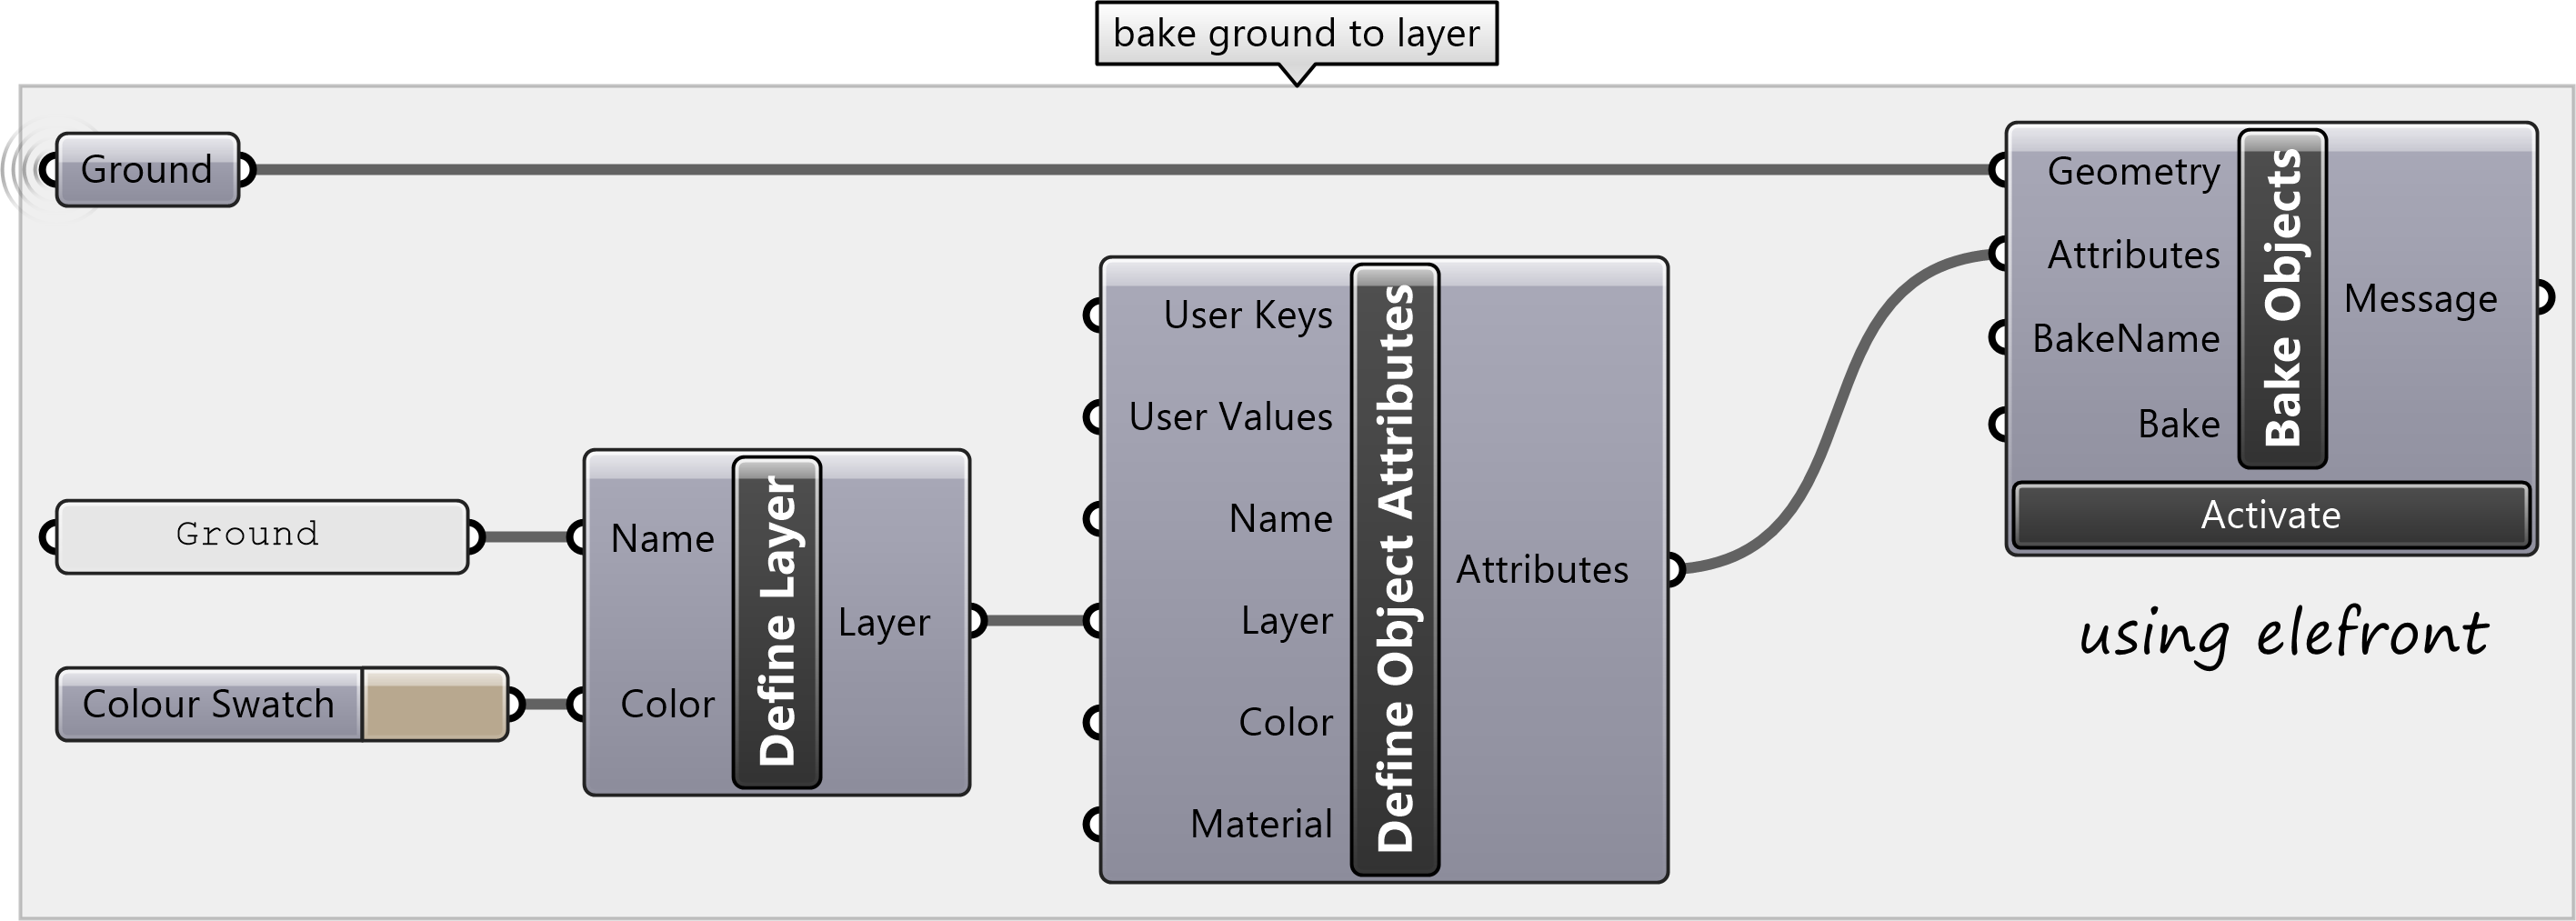 bake ground to layer
Ground
Geometry
Attributes
BakeName
Bake
Bake Objects
Message
Activate
using elefront
User Keys
User Values
Name
Layer
Color
Material
Define Object Attributes
Attributes
Ground
Colour Swatch
Name
Color
Define Layer
Layer